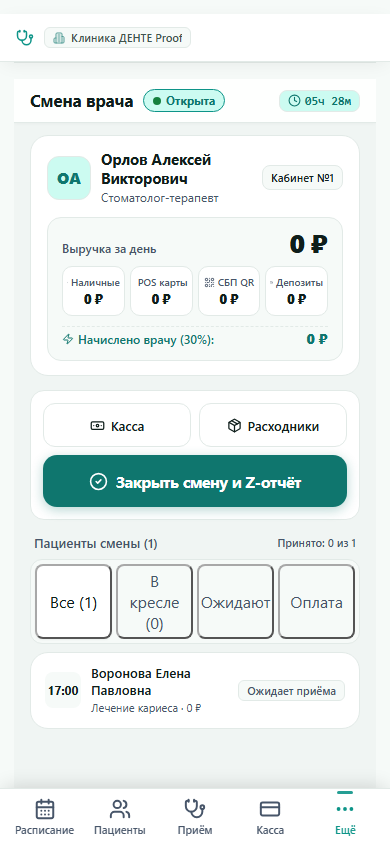 Клиника ДЕНТЕ Proof
Смена врача
Открыта
05ч 28м
ОА
Орлов Алексей
Викторович
Стоматолог-терапевт
Кабинет №1
Выручка за день
0 ₽
Наличные
0 ₽
POS карты
0 ₽
СБП QR
0 ₽
Депозиты
0 ₽
Начислено врачу (30%):
0 ₽
Касса
Расходники
Закрыть смену и Z-отчёт
Пациенты смены (1)
Принято: 0 из 1
Все (1)
В
кресле
(0)
Ожидают
Оплата
17:00
Воронова Елена
Павловна
Лечение кариеса · 0 ₽
Ожидает приёма
Расписание
Пациенты
Приём
Касса
Ещё